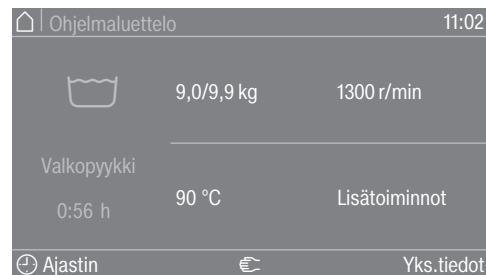 Ohjelmaluettelo 11:02
9,0/9,9 kg 1300 r/min
Valkopyykki
0:56 h
90 °C Lisätoiminnot
Ajastin Yks.tiedot